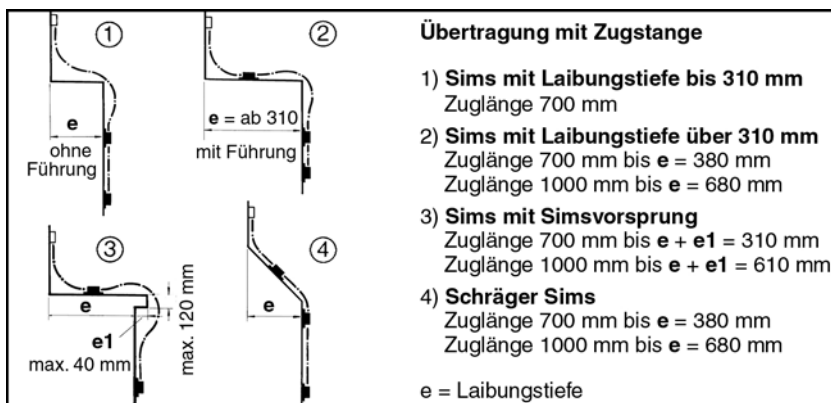 ①
②
e
ohne
Führung
e = ab 310
mit Führung
③
④
e
e1
max. 40 mm
max. 120 mm
e
Übertragung mit Zugstange
1) Sims mit Laibungstiefe bis 310 mm
Zuglänge 700 mm
2) Sims mit Laibungstiefe über 310 mm
Zuglänge 700 mm bis e = 380 mm
Zuglänge 1000 mm bis e = 680 mm
3) Sims mit Simsvorsprung
Zuglänge 700 mm bis e + e1 = 310 mm
Zuglänge 1000 mm bis e + e1 = 610 mm
4) Schräger Sims
Zuglänge 700 mm bis e = 380 mm
Zuglänge 1000 mm bis e = 680 mm
e = Laibungstiefe